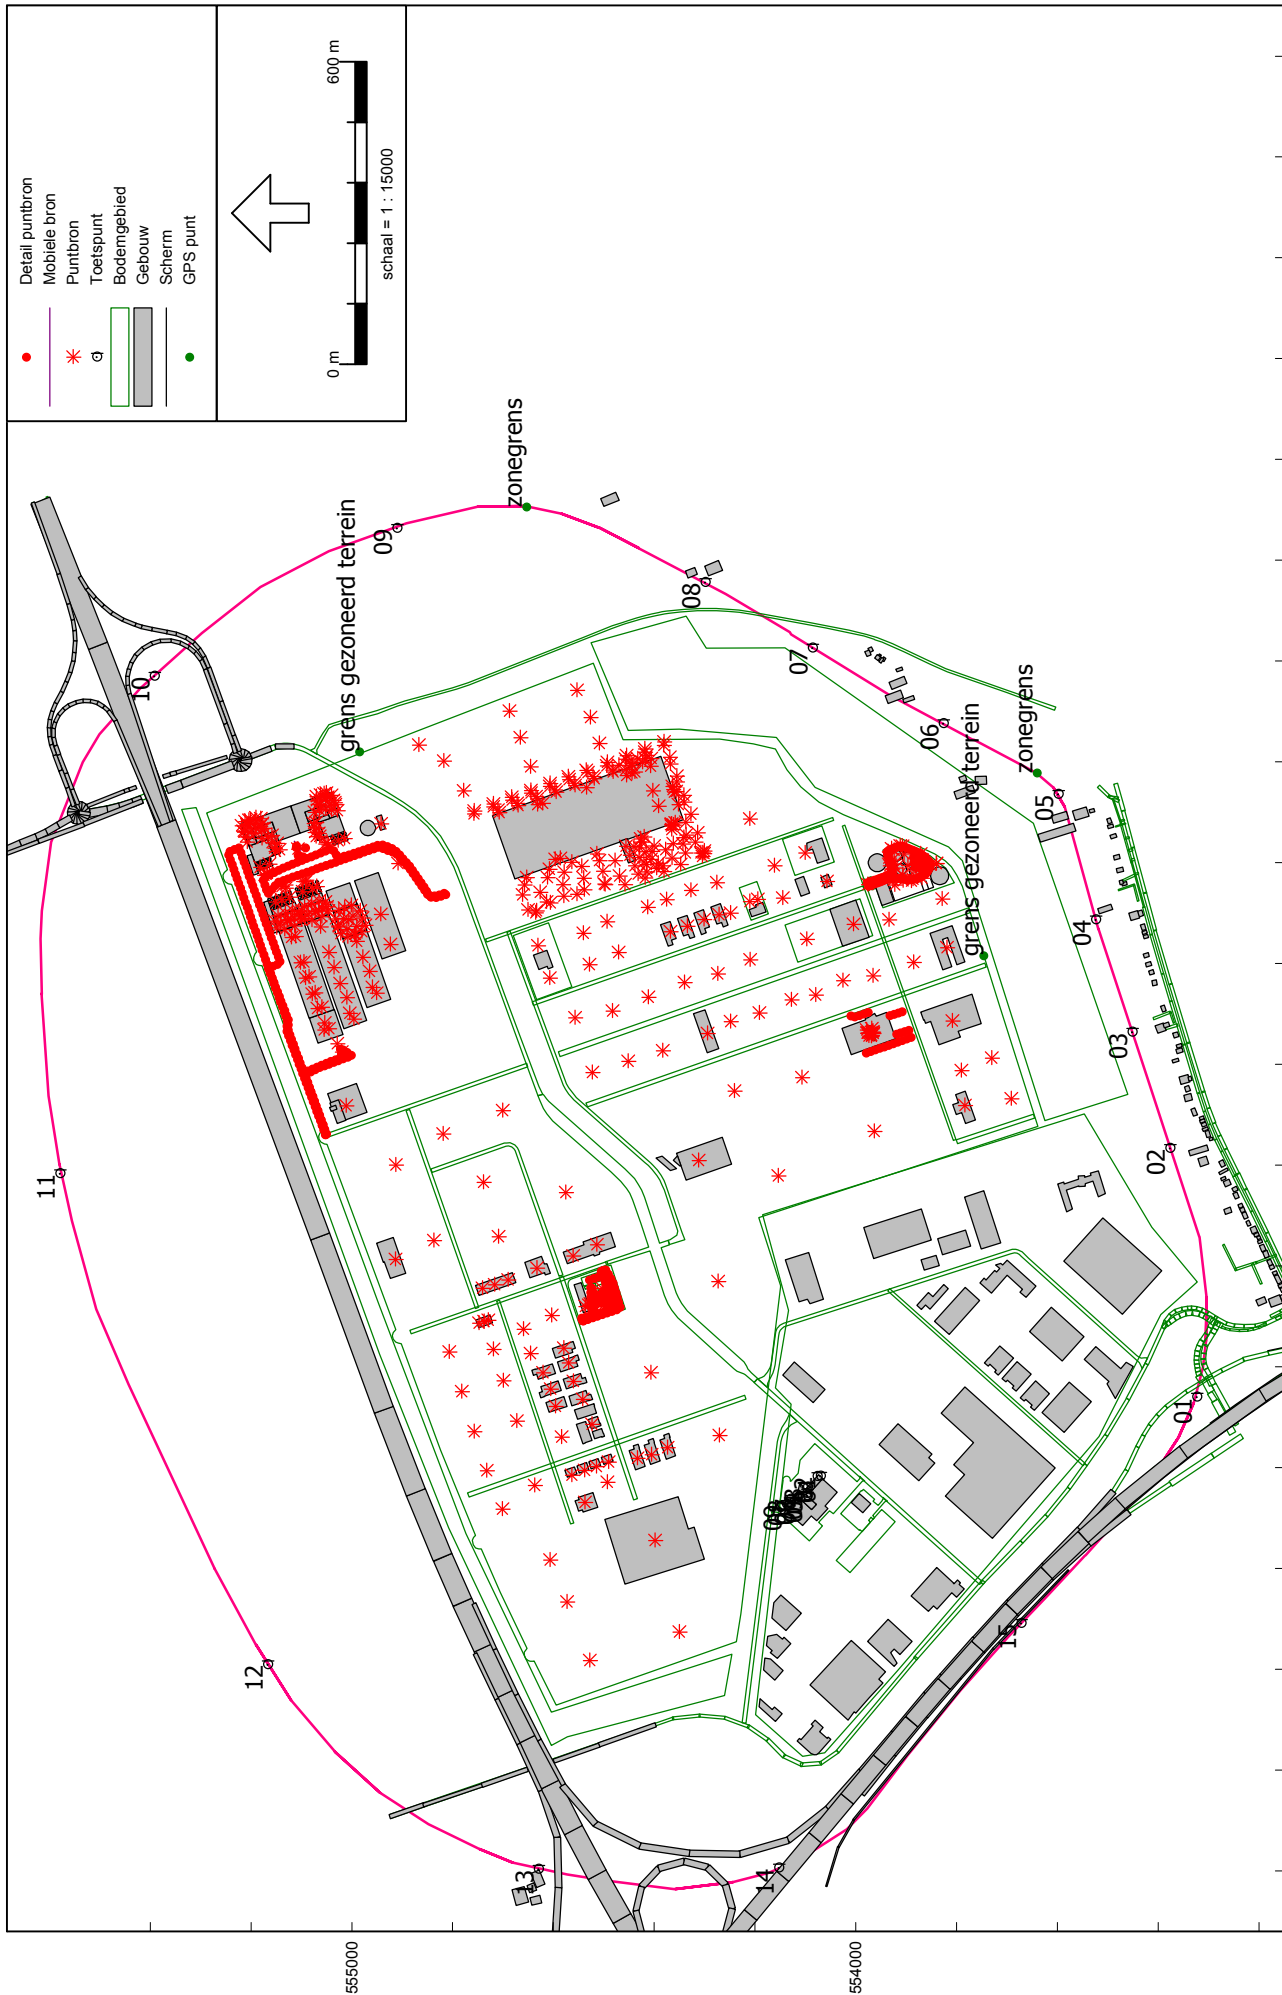 Detail puntbron
Mobiele bron
Puntbron
Toetspunt
Bodemgebied
Gebouw
Scherm
GPS punt
0 m
600 m
schaal = 1 : 15000
zonegrens
grens gezoneerd terrein
09
10
08
07
06
zonegrens
grens gezoneerd terrein
05
04
03
02
01
11
12
13
14
15
555000
554000